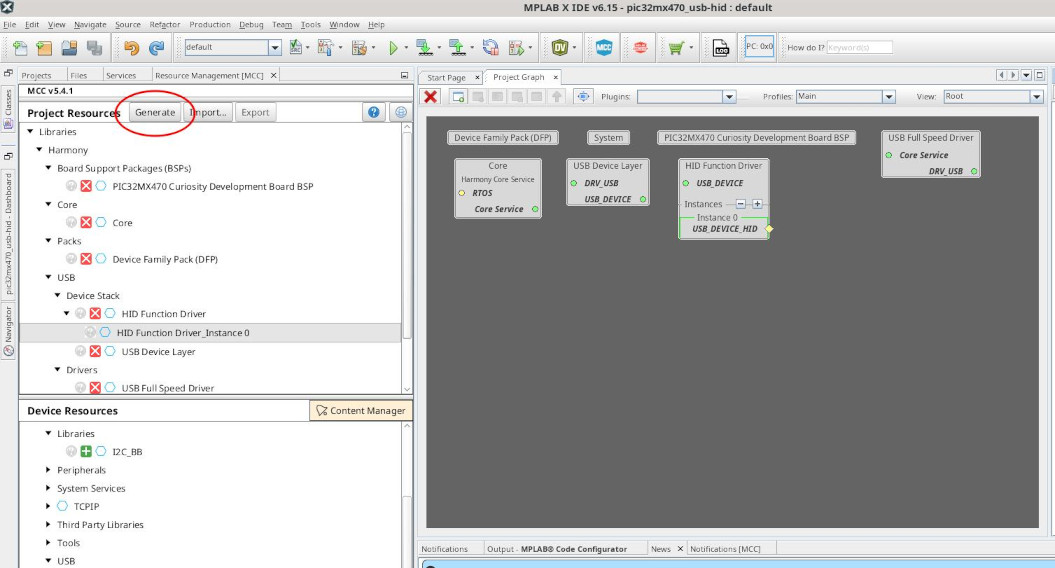 MPLAB X IDE v6.15 - pic32mx470_usb-hid : default
File Edit View Navigate Source Refactor Production Debug Team Tools Window Help
default
PC: 0x0
How do I? Keyword(s)
Projects Files Services Resource Management [MCC]
Start Page Project Graph
MCC v5.4.1
Project Resources Generate Import... Export
Plugins: Profiles: Main View: Root
Classes
pic32mx470_usb-hid - Dashboard
Navigator
Libraries
Harmony
Board Support Packages (BSPs)
PIC32MX470 Curiosity Development Board BSP
Core
Core
Packs
Device Family Pack (DFP)
USB
Device Stack
HID Function Driver
HID Function Driver_Instance 0
USB Device Layer
Drivers
USB Full Speed Driver
Device Resources Content Manager
Libraries
I2C_BB
Peripherals
System Services
TCPIP
Third Party Libraries
Tools
USB
Device Family Pack (DFP)
System
PIC32MX470 Curiosity Development Board BSP
USB Full Speed Driver
Core Service
DRV_USB
Core
Harmony Core Service
RTOS
Core Service
USB Device Layer
DRV_USB
USB_DEVICE
HID Function Driver
USB_DEVICE
Instances
Instance 0
USB_DEVICE_HID
Notifications Output - MPLAB® Code Configurator News Notifications [MCC]